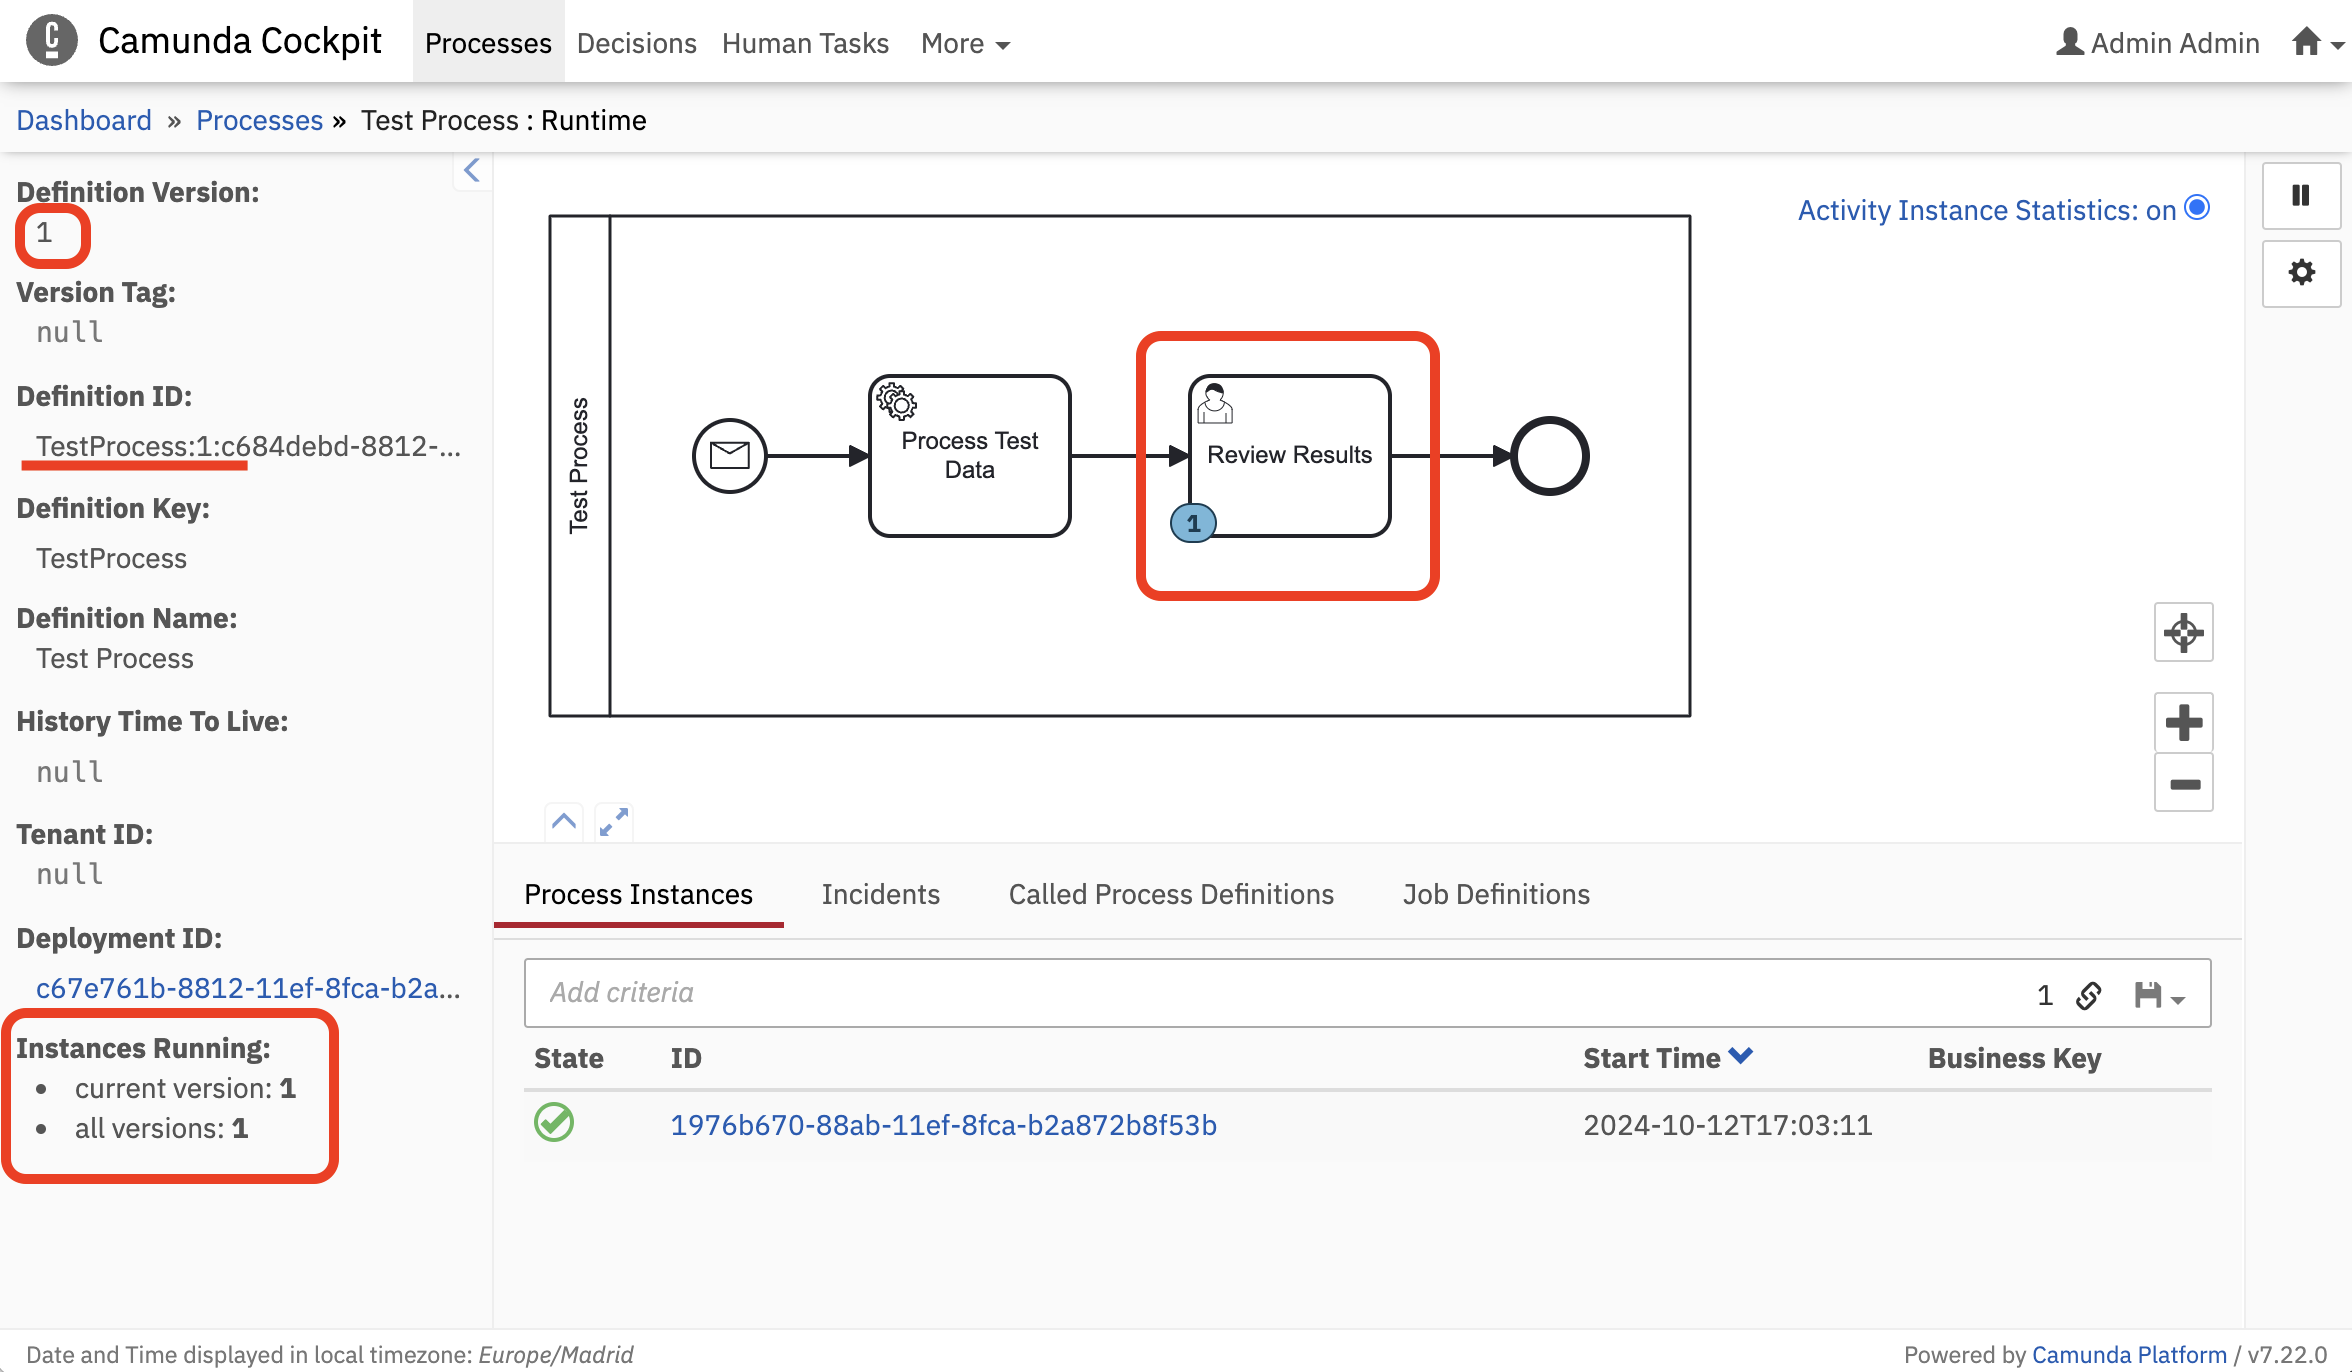 Camunda Cockpit Processes Decisions Human Tasks More Admin Admin
Dashboard » Processes » Test Process : Runtime
Definition Version:
1
Version Tag:
null
Definition ID:
TestProcess:1:c684debd-8812-...
Definition Key:
TestProcess
Definition Name:
Test Process
History Time To Live:
null
Tenant ID:
null
Deployment ID:
c67e761b-8812-11ef-8fca-b2a...
Instances Running:
• current version: 1
• all versions: 1
Activity Instance Statistics: on
Test Process
Process Test
Data
Review Results
1
Process Instances Incidents Called Process Definitions Job Definitions
Add criteria 1
State ID Start Time Business Key
1976b670-88ab-11ef-8fca-b2a872b8f53b 2024-10-12T17:03:11
Date and Time displayed in local timezone: Europe/Madrid
Powered by Camunda Platform / v7.22.0